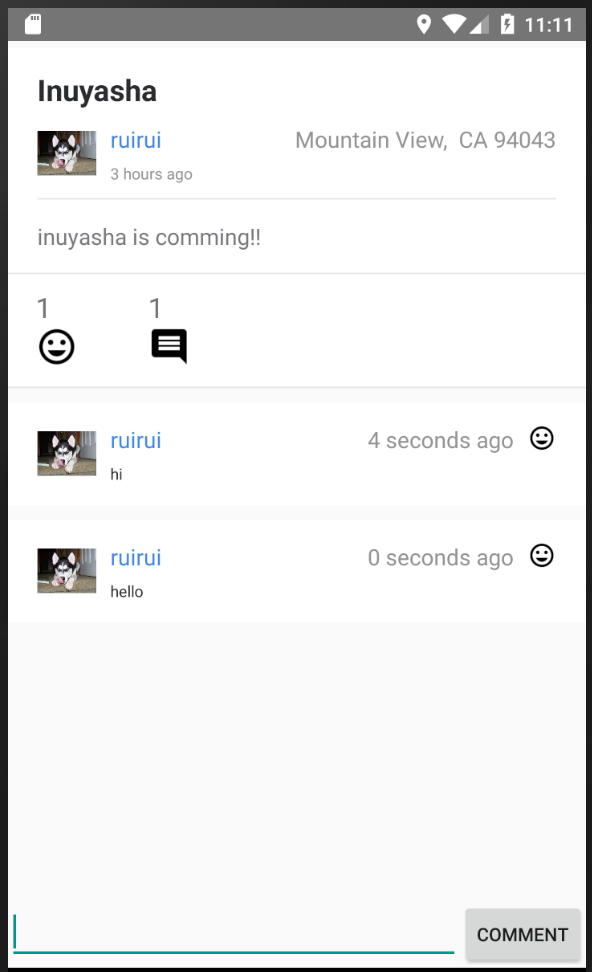 11:11
Inuyasha
ruirui
Mountain View,  CA 94043
3 hours ago
inuyasha is comming!!
1 1
ruirui 4 seconds ago
hi
ruirui 0 seconds ago
hello
COMMENT